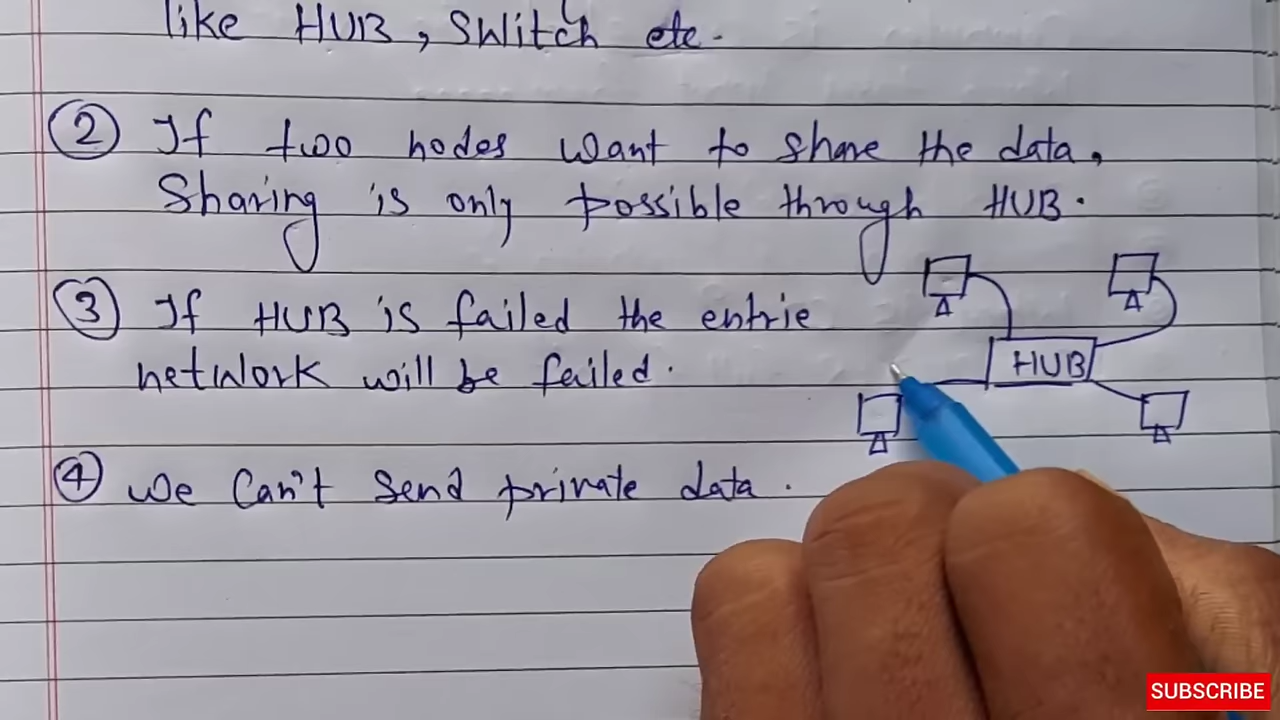 like HUB, Switch etc.
② If two nodes want to share the data,
Sharing is only possible through HUB.
③ If HUB is failed the entrie
network will be failed.
HUB
④ We Can't Send private data.
SUBSCRIBE